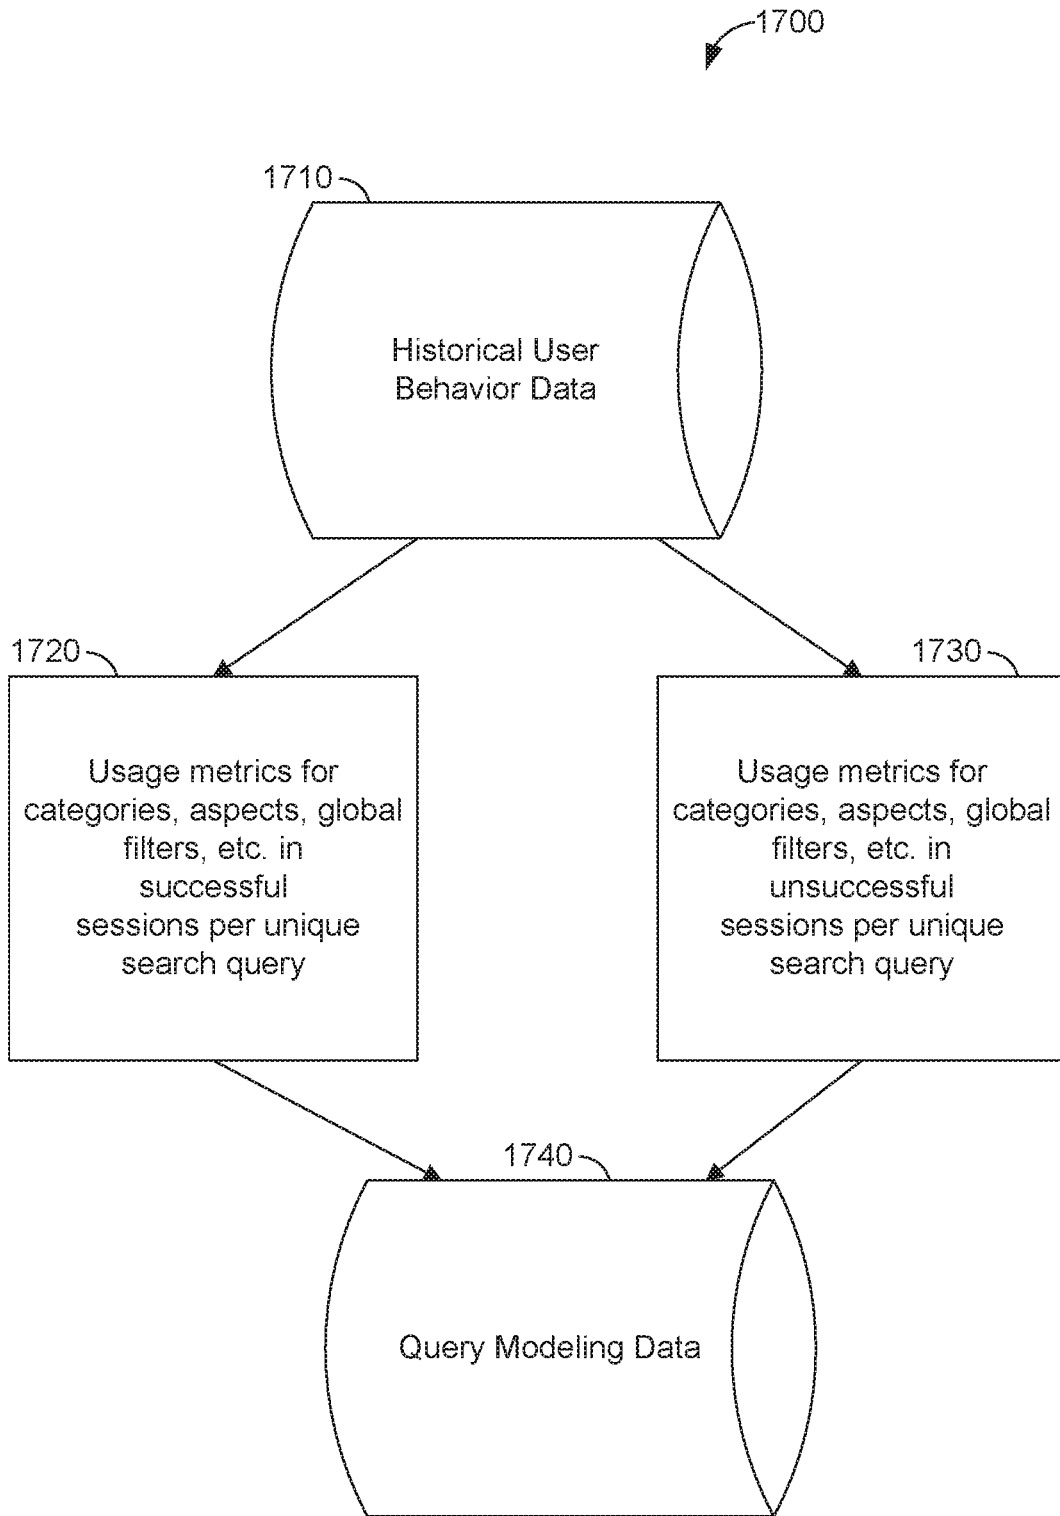 1700
1710
Historical User
Behavior Data
1720
1730
Usage metrics for
categories, aspects, global
filters, etc. in
successful
sessions per unique
search query
Usage metrics for
categories, aspects, global
filters, etc. in
unsuccessful
sessions per unique
search query
1740
Query Modeling Data